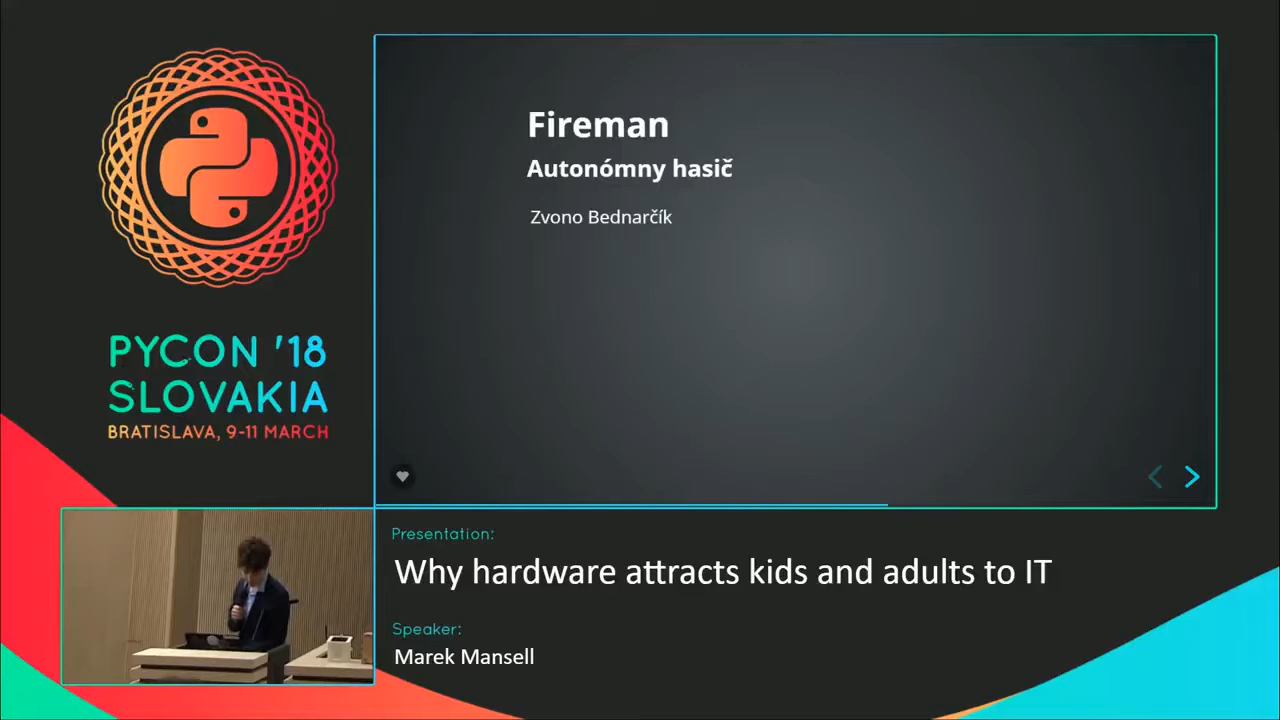 Fireman
Autonómny hasič
Zvono Bednarčík
PYCON '18
SLOVAKIA
BRATISLAVA, 9-11 MARCH
Presentation:
Why hardware attracts kids and adults to IT
Speaker:
Marek Mansell